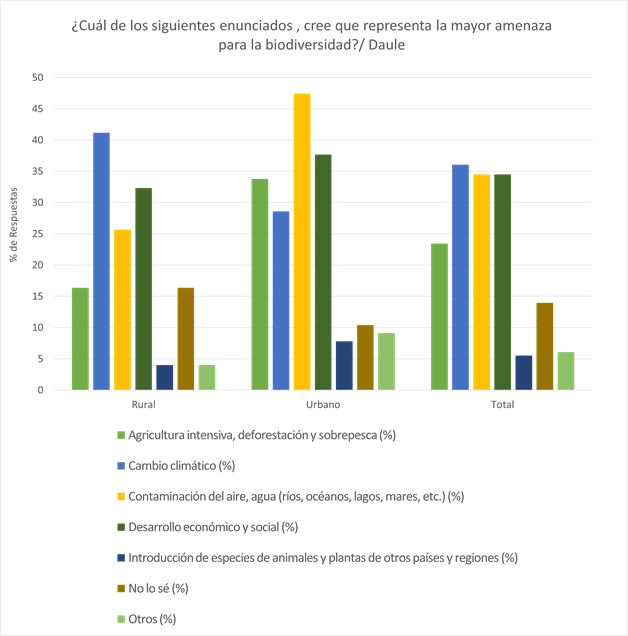 ¿Cuál de los siguientes enunciados , cree que representa la mayor amenaza
para la biodiversidad?/ Daule
50
45
40
35
30
25
20
15
10
5
0
% de Respuestas
Rural Urbano Total
Agricultura intensiva, deforestación y sobrepesca (%)
Cambio climático (%)
Contaminación del aire, agua (ríos, océanos, lagos, mares, etc.) (%)
Desarrollo económico y social (%)
Introducción de especies de animales y plantas de otros países y regiones (%)
No lo sé (%)
Otros (%)